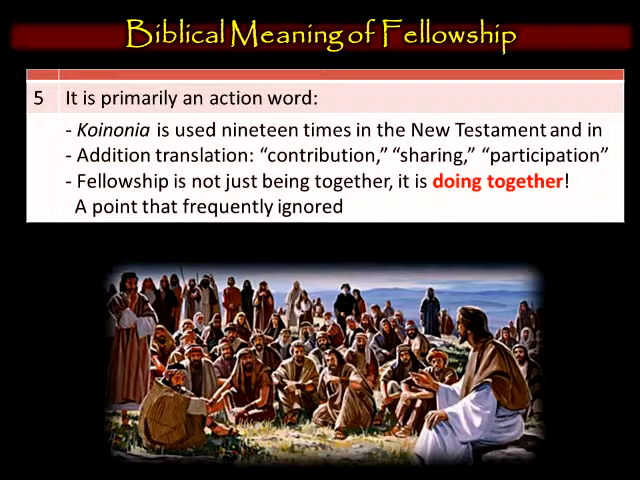 Biblical Meaning of Fellowship
5 It is primarily an action word:
- Koinonia is used nineteen times in the New Testament and in
- Addition translation: “contribution,” “sharing,” “participation”
- Fellowship is not just being together, it is doing together!
A point that frequently ignored